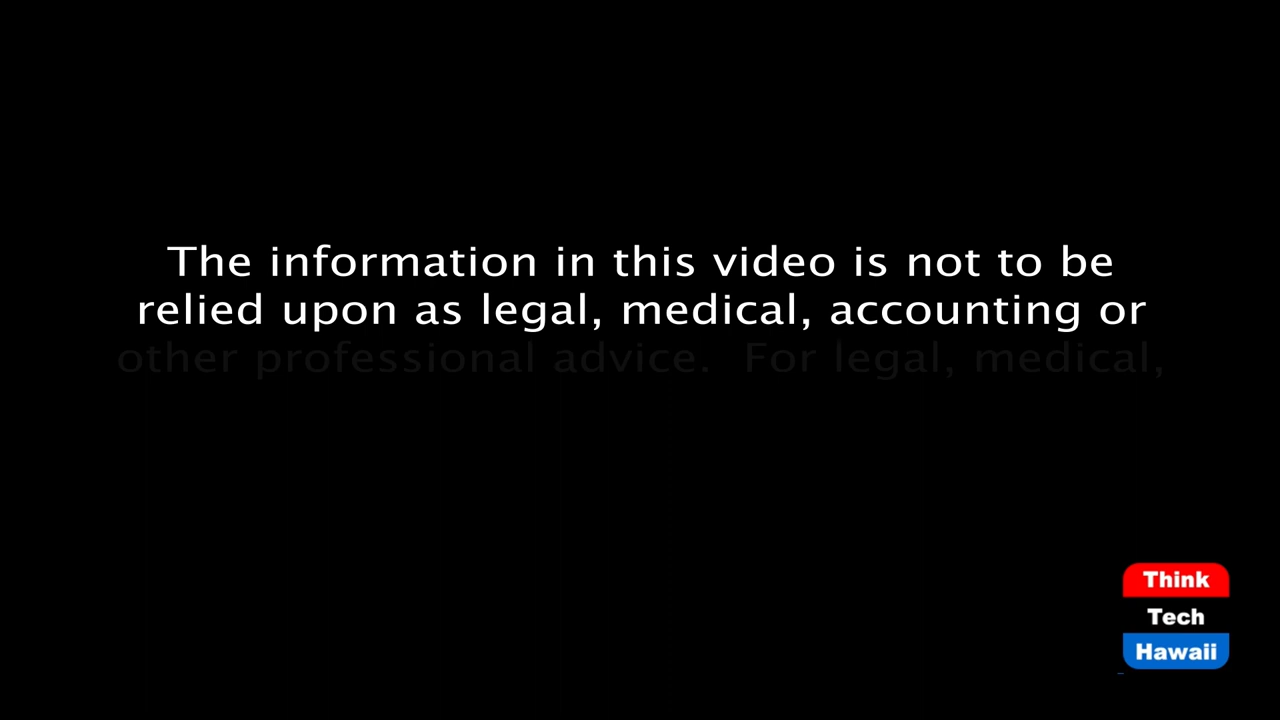 The information in this video is not to be
relied upon as legal, medical, accounting or
other professional advice.  For legal, medical,
Think
Tech
Hawaii